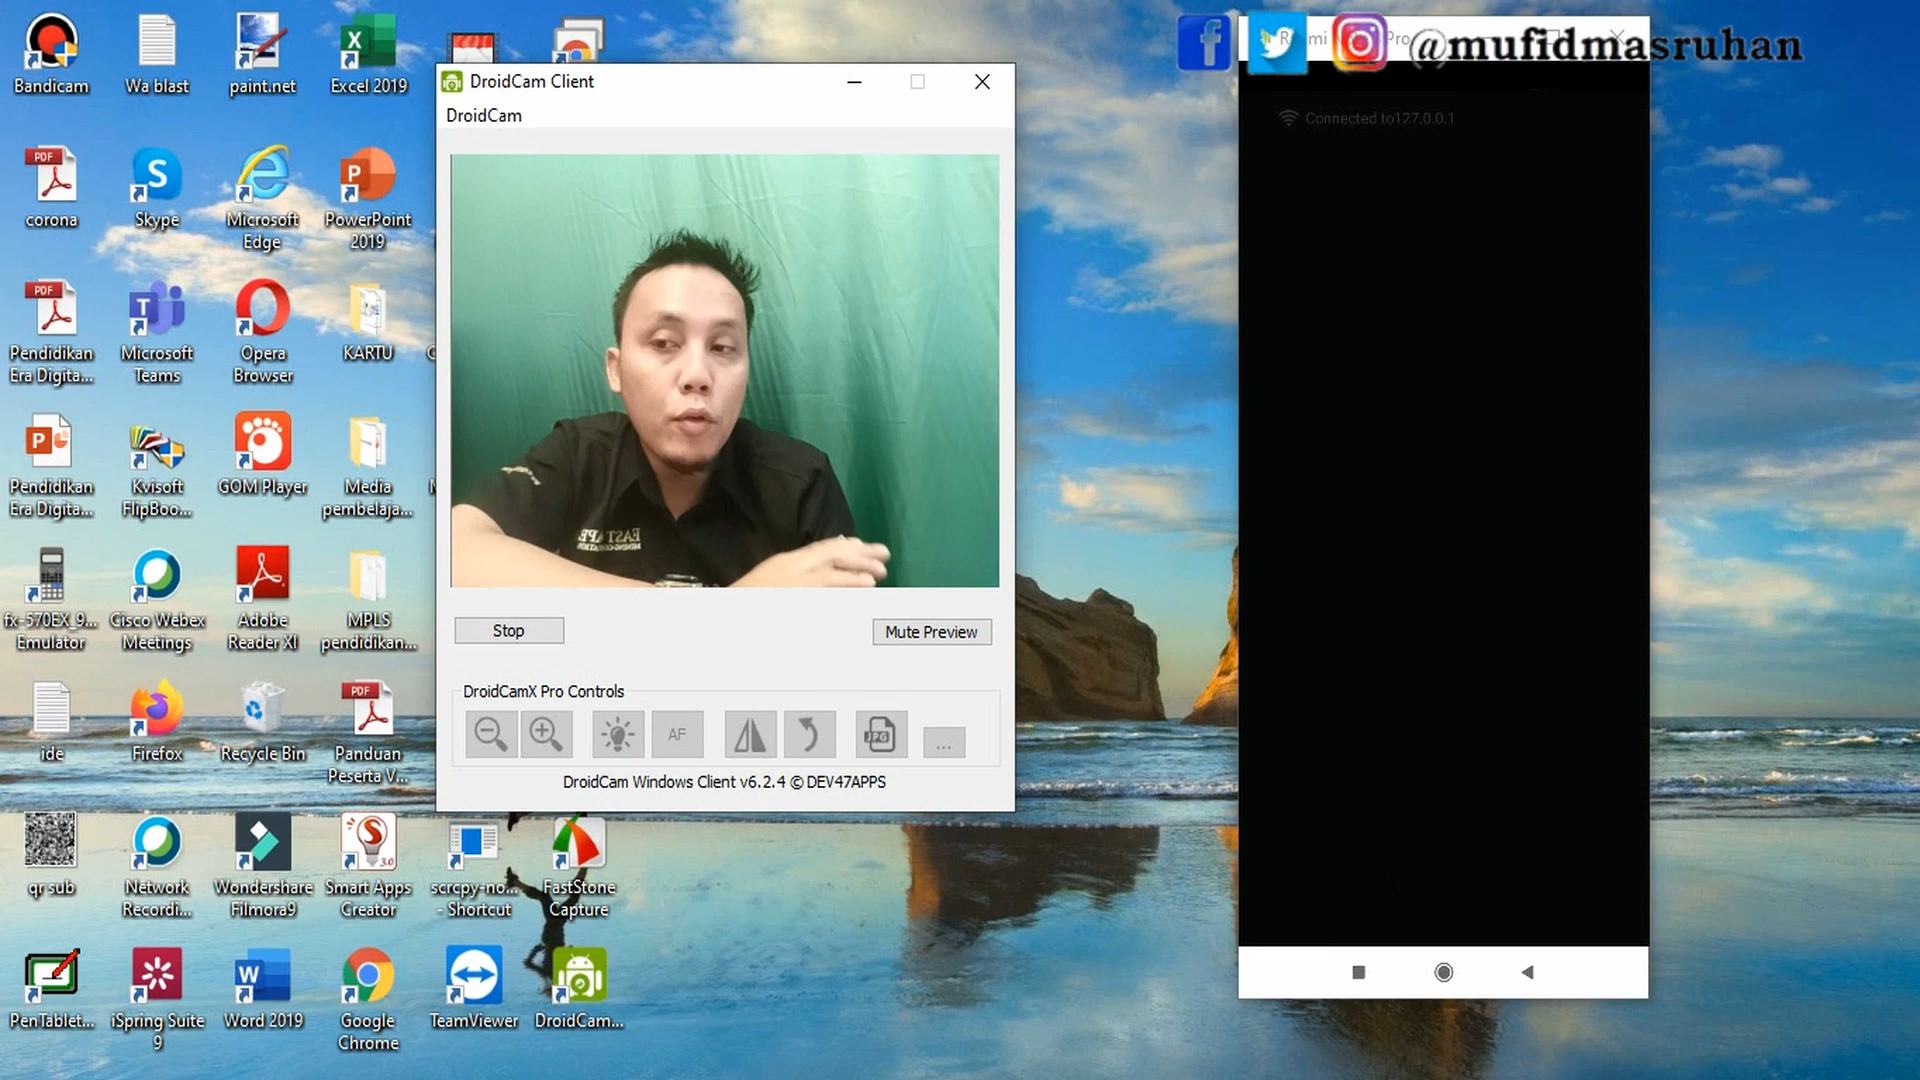 Bandicam
Wa blast
paint.net
Excel 2019
DroidCam Client
DroidCam
@mufidmasruhan
Connected to127.0.0.1
corona
Skype
Microsoft
Edge
PowerPoint
2019
Pendidikan
Era Digita...
Microsoft
Teams
Opera
Browser
KARTU
Pendidikan
Era Digita...
Kvisoft
FlipBoo...
GOM Player
Media
pembelaja...
fx-570EX_9...
Emulator
Cisco Webex
Meetings
Adobe
Reader XI
MPLS
pendidikan...
Stop
Mute Preview
DroidCamX Pro Controls
AF
JPG
...
DroidCam Windows Client v6.2.4 © DEV47APPS
ide
Firefox
Recycle Bin
Panduan
Peserta V...
qr sub
Network
Recordi...
Wondershare
Filmora9
Smart Apps
Creator
scrcpy-no...
- Shortcut
FastStone
Capture
PenTablet...
iSpring Suite
9
Word 2019
Google
Chrome
TeamViewer
DroidCam...